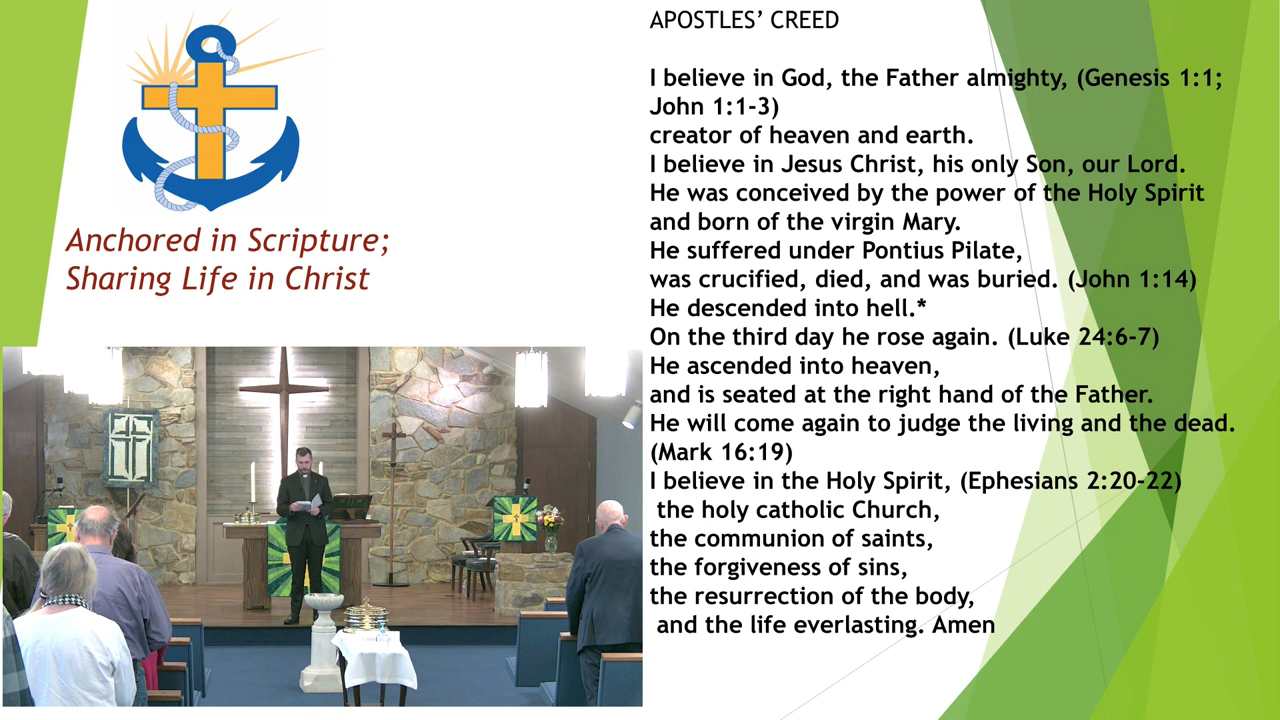 Anchored in Scripture;
Sharing Life in Christ
APOSTLES’ CREED
I believe in God, the Father almighty, (Genesis 1:1;
John 1:1-3)
creator of heaven and earth.
I believe in Jesus Christ, his only Son, our Lord.
He was conceived by the power of the Holy Spirit
and born of the virgin Mary.
He suffered under Pontius Pilate,
was crucified, died, and was buried. (John 1:14)
He descended into hell.*
On the third day he rose again. (Luke 24:6-7)
He ascended into heaven,
and is seated at the right hand of the Father.
He will come again to judge the living and the dead.
(Mark 16:19)
I believe in the Holy Spirit, (Ephesians 2:20-22)
the holy catholic Church,
the communion of saints,
the forgiveness of sins,
the resurrection of the body,
and the life everlasting. Amen